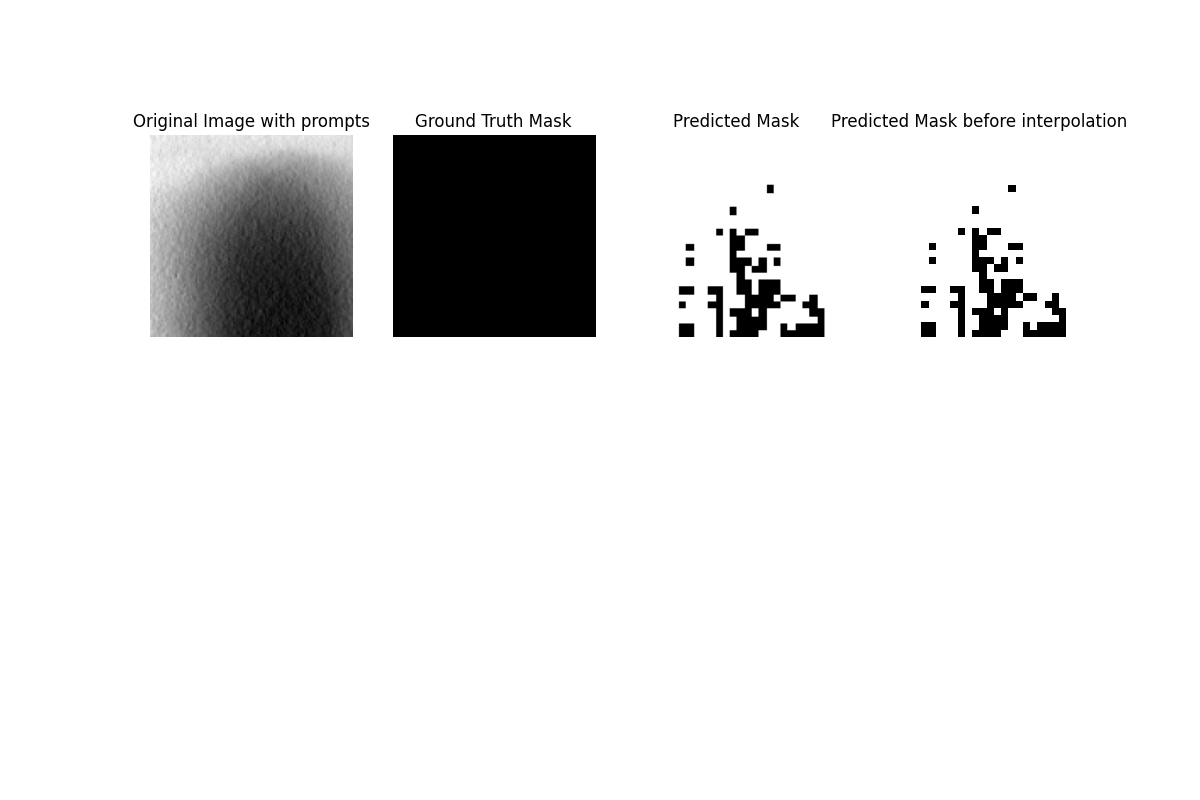 Original Image with prompts
Ground Truth Mask
Predicted Mask
Predicted Mask before interpolation